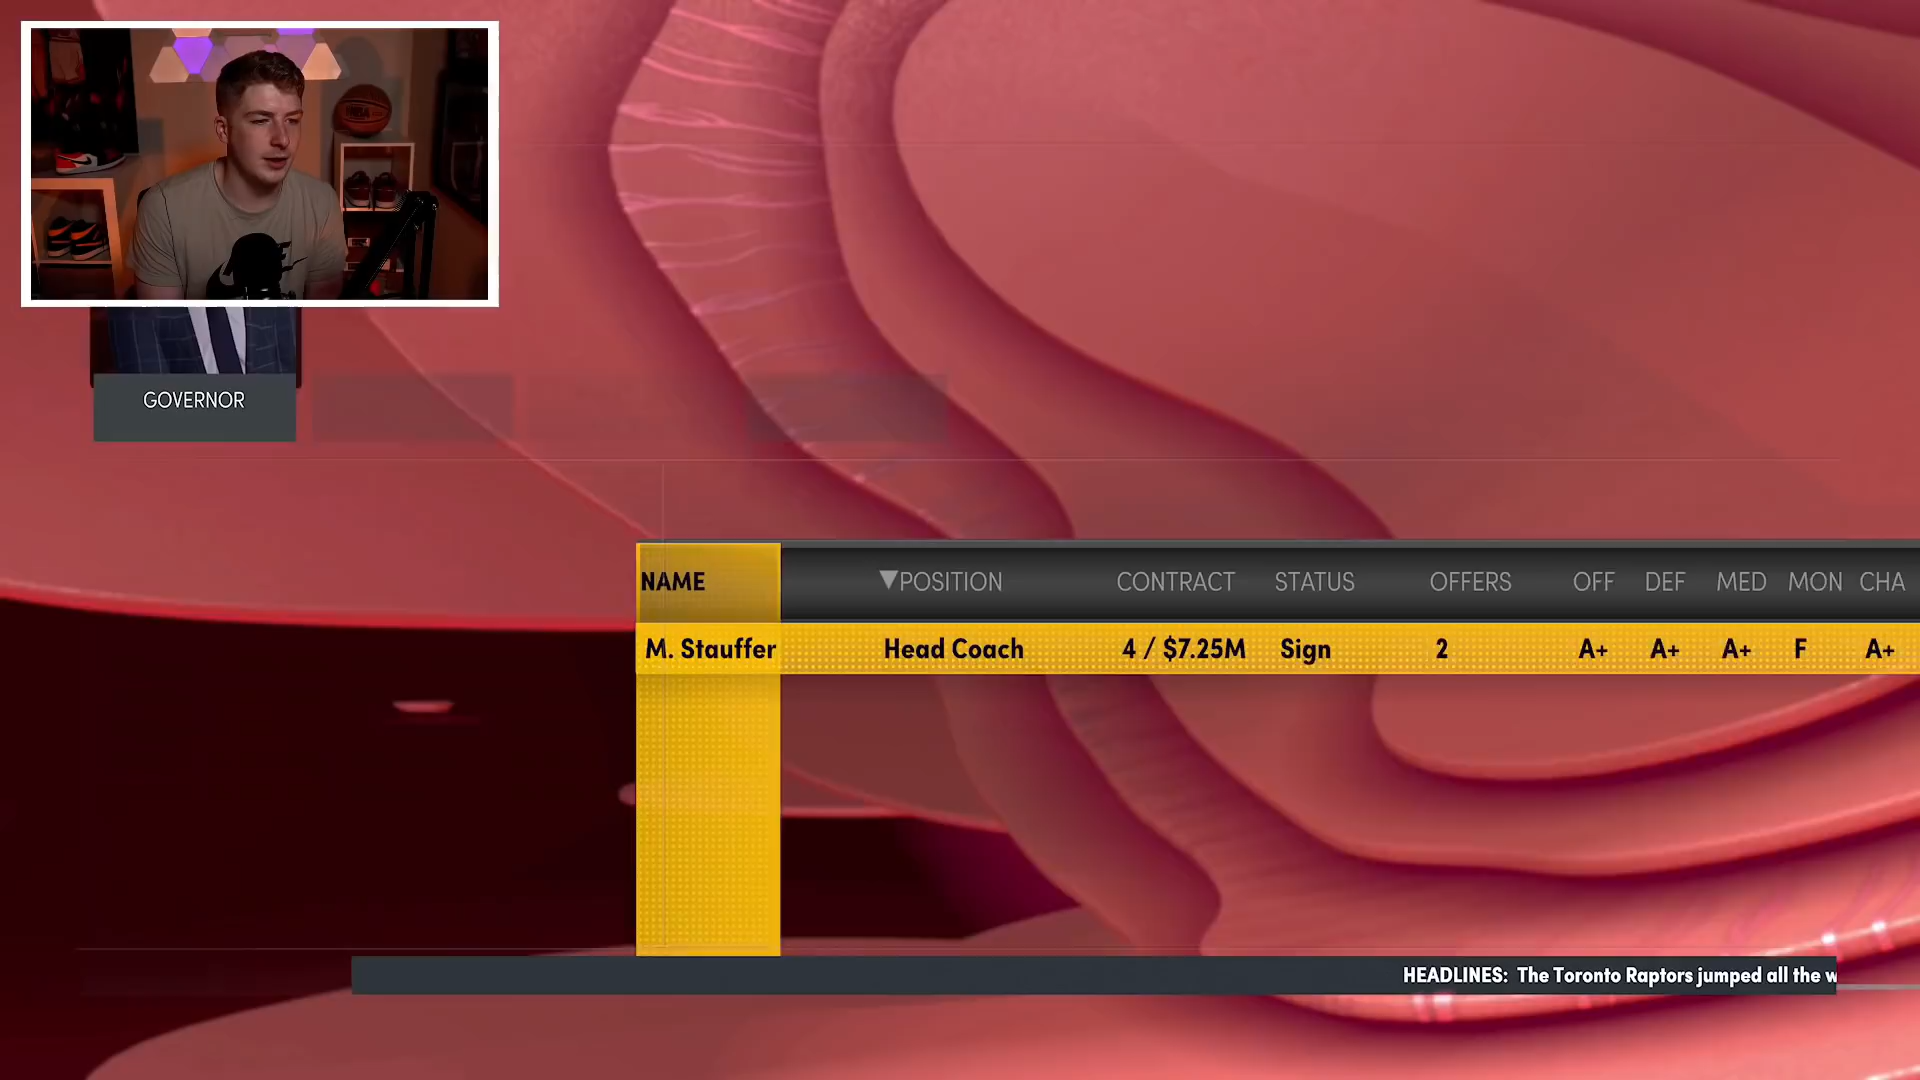 GOVERNOR
NAME ▼POSITION CONTRACT STATUS OFFERS OFF DEF MED MON CHA
M. Stauffer Head Coach 4 / $7.25M Sign 2 A+ A+ A+ F A+
HEADLINES: The Toronto Raptors jumped all the w